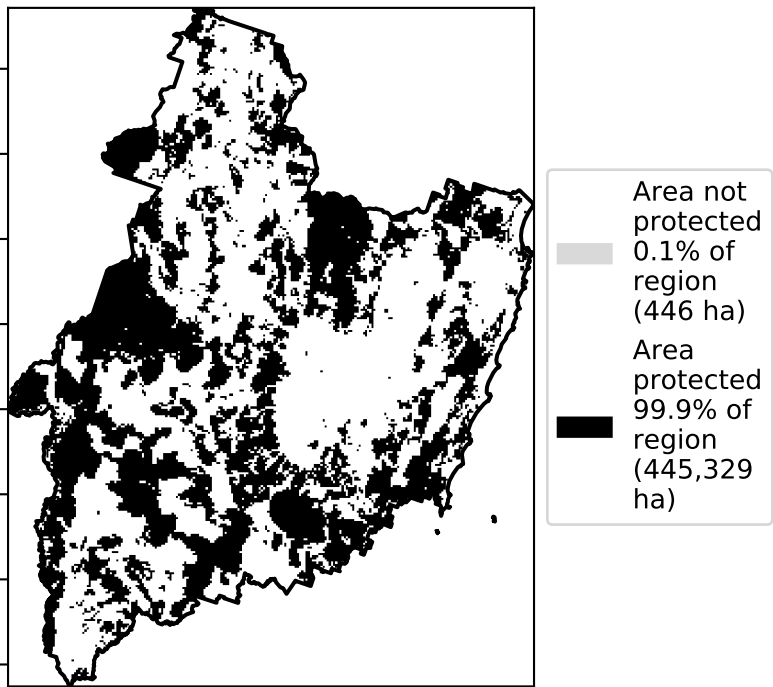 Area not
protected
0.1% of
region
(446 ha)
Area
protected
99.9% of
region
(445,329
ha)